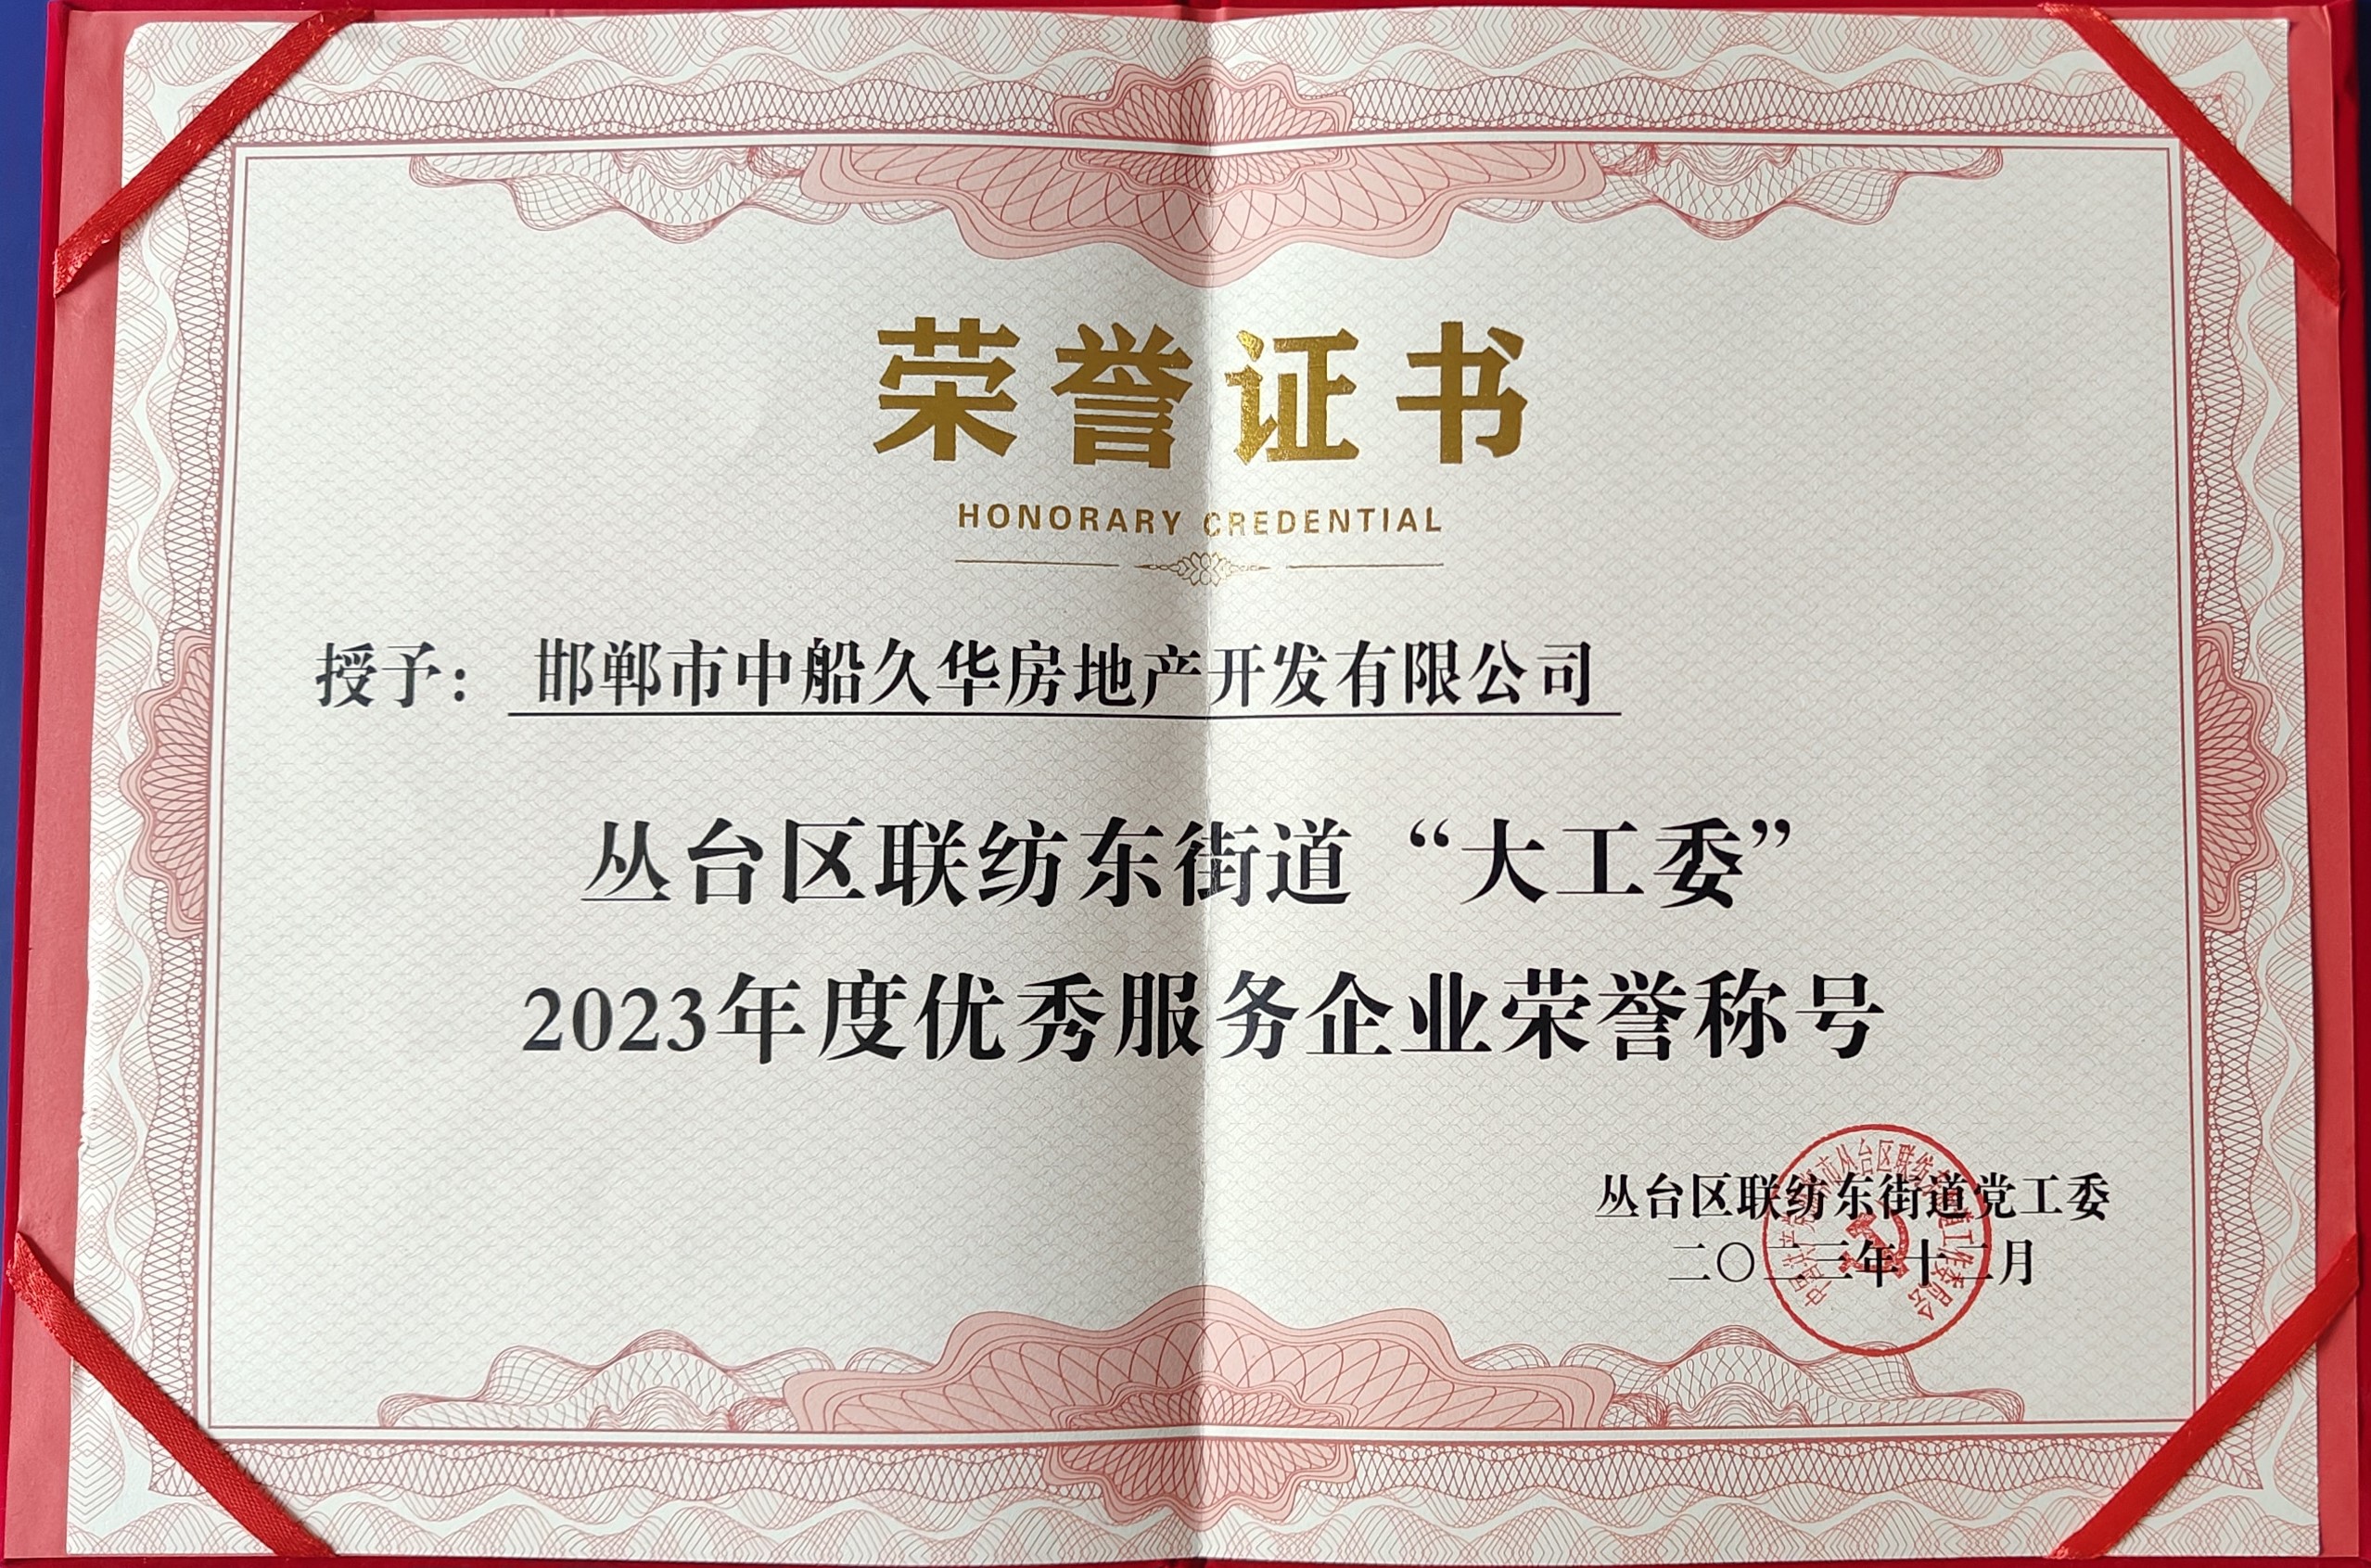 荣誉证书
HONORARY CREDENTIAL
授予：邯郸市中船久华房地产开发有限公司
丛台区联纺东街道“大工委”
2023年度优秀服务企业荣誉称号
丛台区联纺东街道党工委
二〇二三年十二月